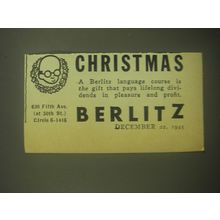 CHRISTMAS
A Berlitz language course is
the gift that pays lifelong divi-
dends in pleasure and profit.
630 Fifth Ave.
(at 50th St.)
Circle 6-1416
BERLITZ
DECEMBER 22, 1945